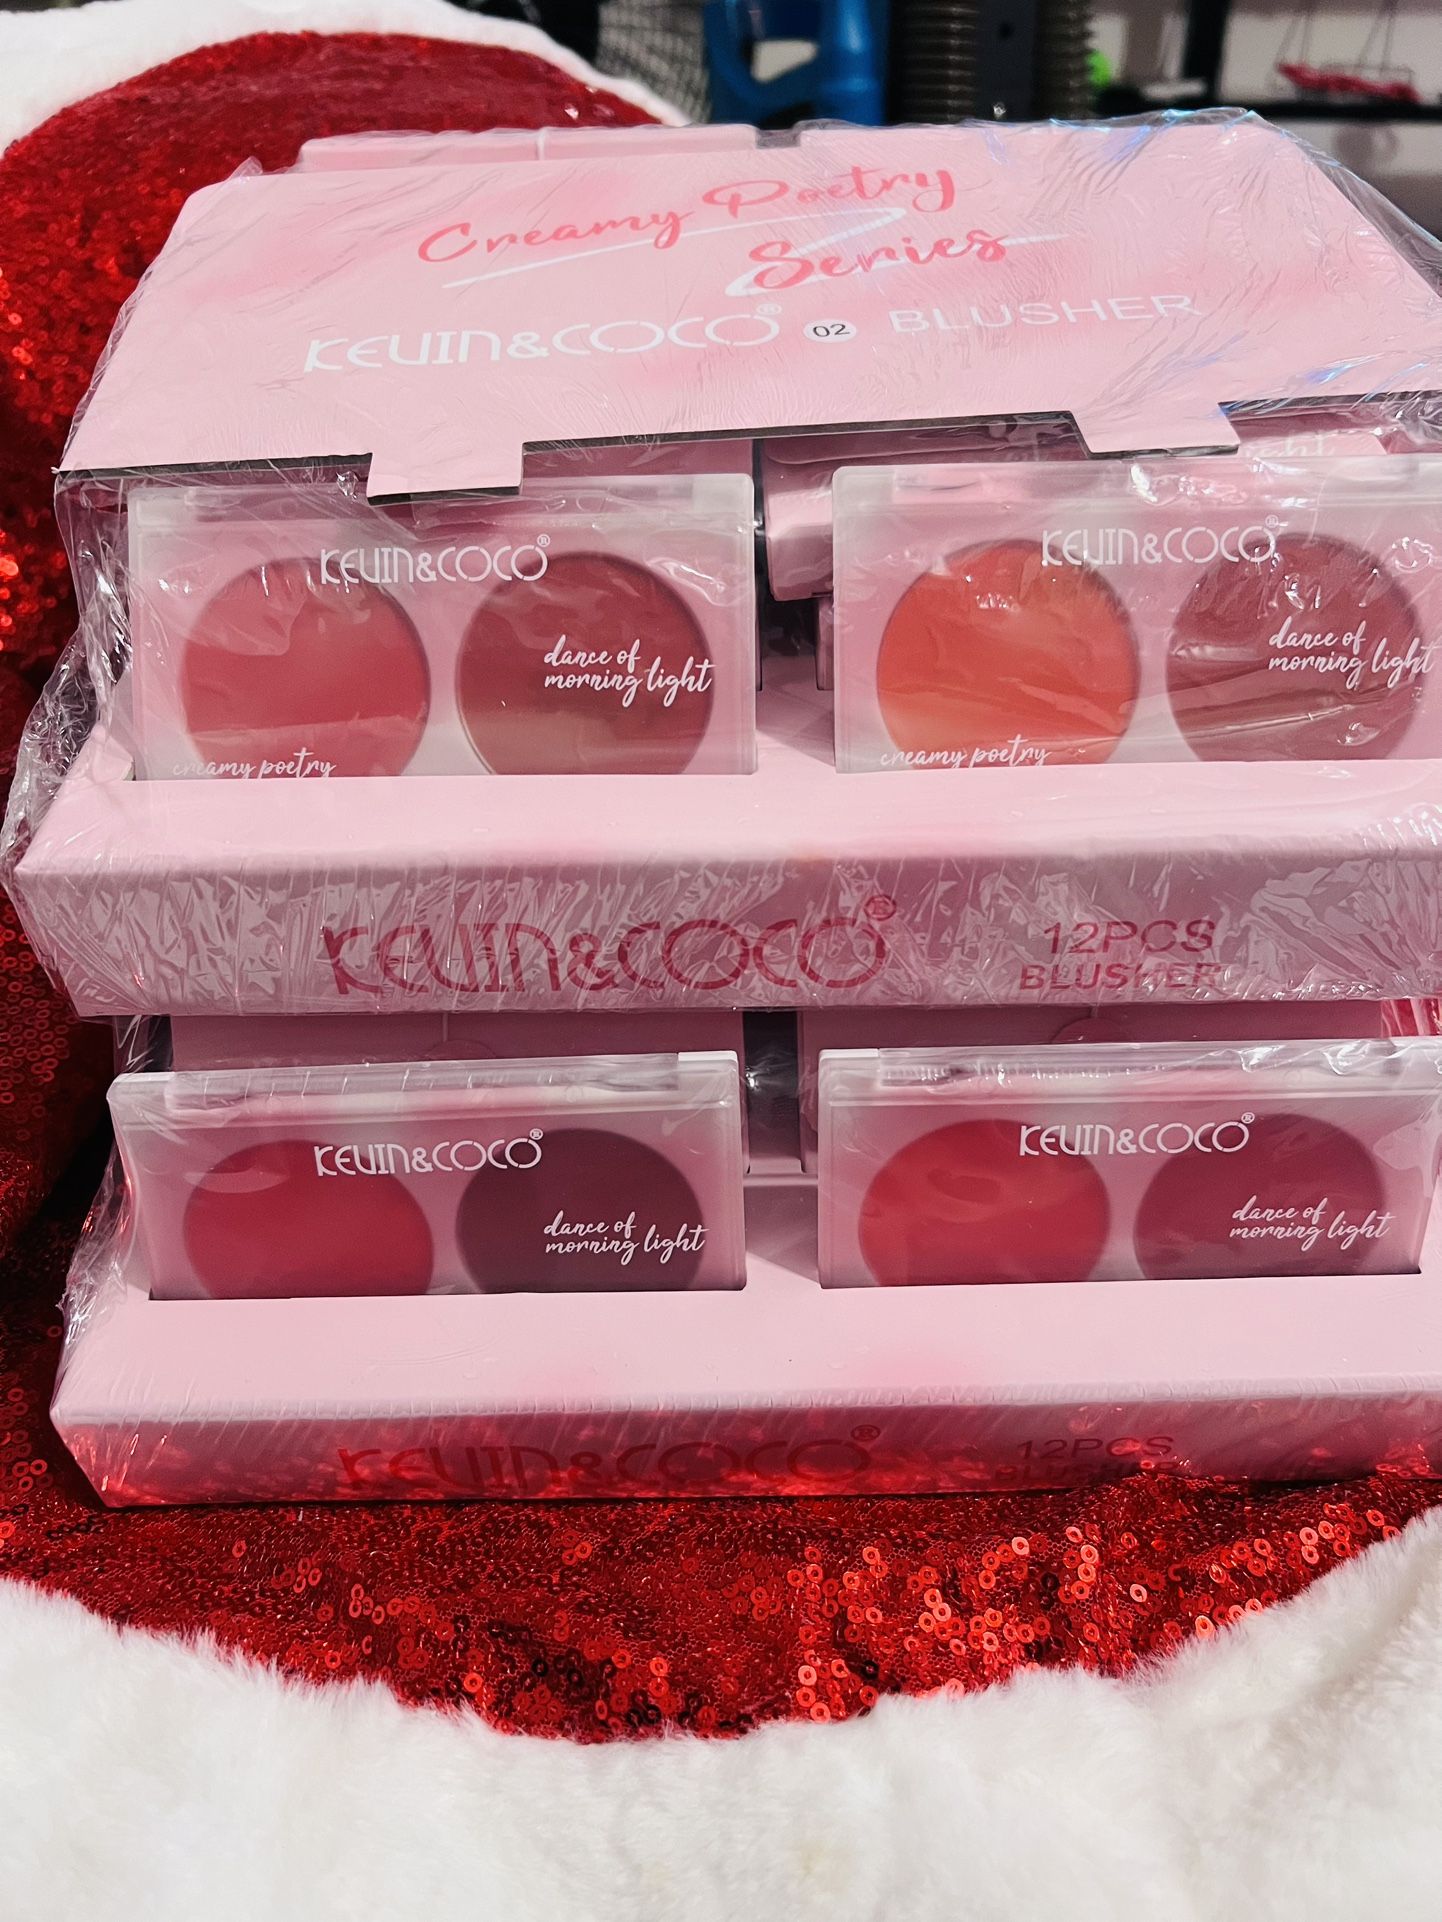 Creamy Poetry
Series
KEVIN&COCO® 02 BLUSHER
KEVIN&COCO®
dance of
morning light
creamy poetry
KEVIN&COCO®
dance of
morning light
creamy poetry
KEVIN&COCO®
12PCS
BLUSHER
KEVIN&COCO®
dance of
morning light
KEVIN&COCO®
dance of
morning light
KEVIN&COCO®
12PCS
BLUSHER